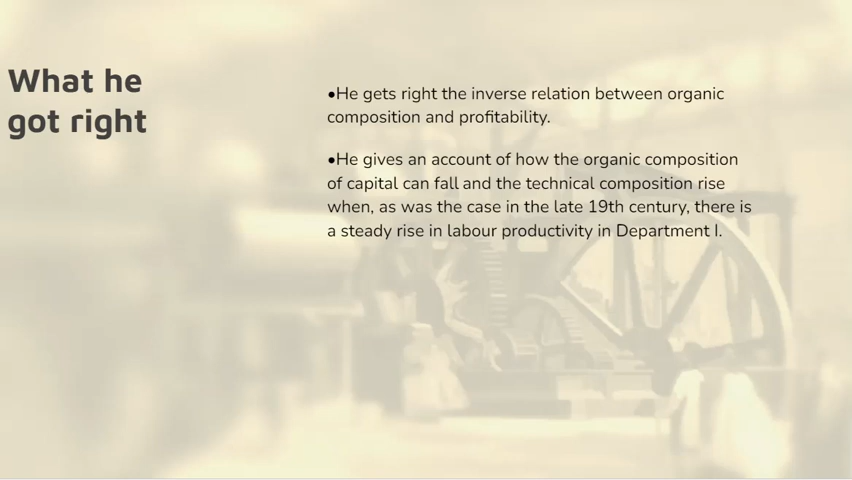 What he
got right
•He gets right the inverse relation between organic
composition and profitability.
•He gives an account of how the organic composition
of capital can fall and the technical composition rise
when, as was the case in the late 19th century, there is
a steady rise in labour productivity in Department I.